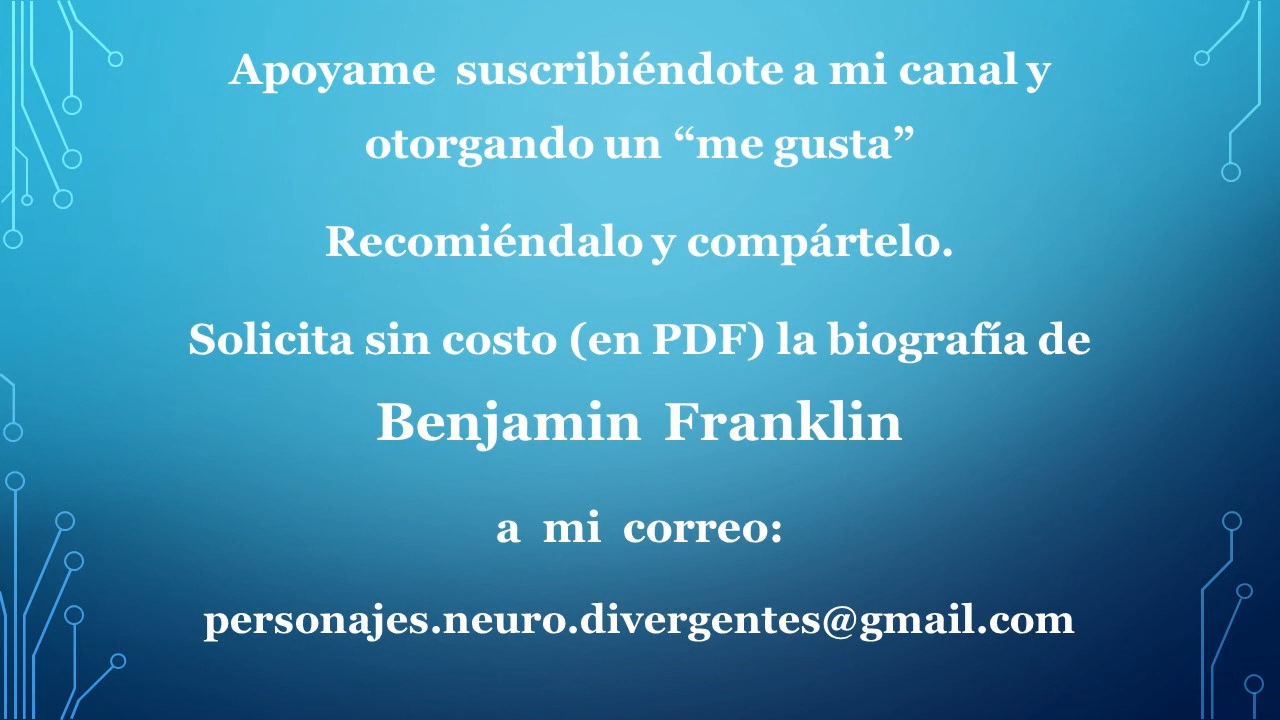 Apoyame suscribiéndote a mi canal y
otorgando un “me gusta”
Recomiéndalo y compártelo.
Solicita sin costo (en PDF) la biografía de
Benjamin Franklin
a mi correo:
personajes.neuro.divergentes@gmail.com